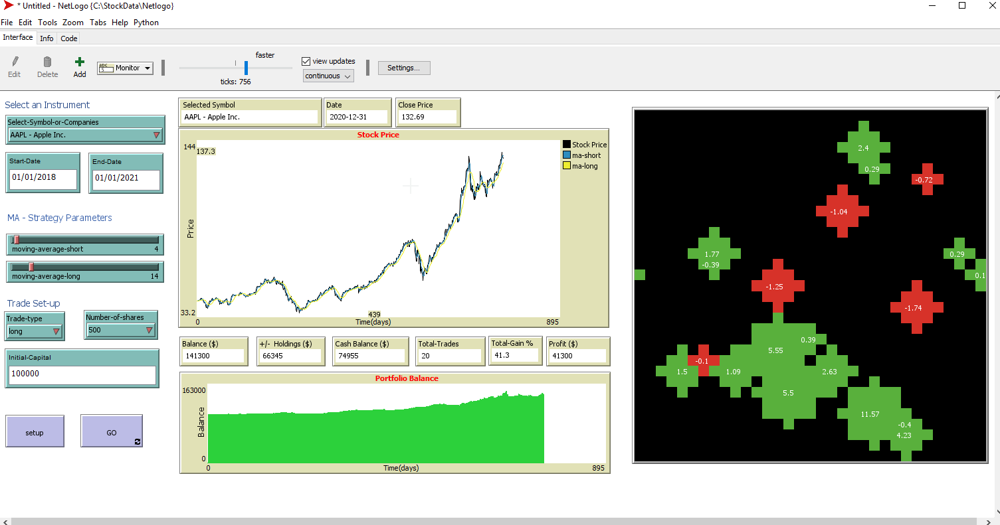 * Untitled - NetLogo {C:\StockData\Netlogo}
File Edit Tools Zoom Tabs Help Python
Interface Info Code
Edit Delete Add
Monitor
faster
ticks: 756
view updates
continuous
Settings...
Select an Instrument
Select-Symbol-or-Companies
AAPL - Apple Inc.
Start-Date
01/01/2018
End-Date
01/01/2021
MA - Strategy Parameters
moving-average-short 4
moving-average-long 14
Trade Set-up
Trade-type
long
Number-of-shares
500
Initial-Capital
100000
setup
GO
Selected Symbol
AAPL - Apple Inc.
Date
2020-12-31
Close Price
132.69
Stock Price
144
137.3
Price
33.2
439
0
Time(days)
895
Stock Price
ma-short
ma-long
Balance ($)
141300
+/- Holdings ($)
66345
Cash Balance ($)
74955
Total-Trades
20
Total-Gain %
41.3
Profit ($)
41300
Portfolio Balance
163000
Balance
0
0
Time(days)
895
2.4
0.29
-0.72
-1.04
1.77
-0.39
0.29
0.1
-1.25
-1.74
0.39
5.55
-0.1
1.5
1.09
2.63
5.5
11.57
-0.4
4.23